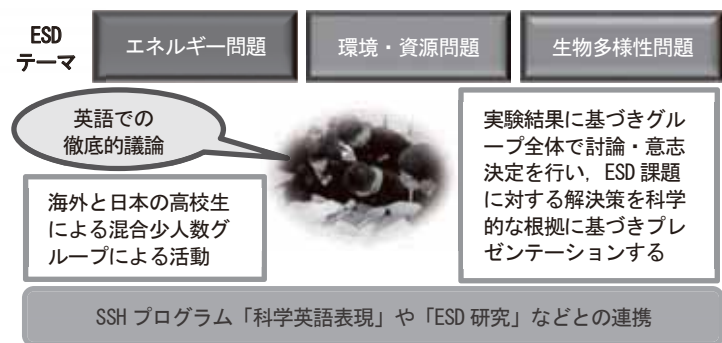 ESD
テーマ
エネルギー問題
環境・資源問題
生物多様性問題
英語での
徹底的議論
海外と日本の高校生
による混合少人数グ
ループによる活動
実験結果に基づきグル
ープ全体で討論・意志
決定を行い，ESD 課題
に対する解決策を科学
的な根拠に基づきプレ
ゼンテーションする
SSH プログラム「科学英語表現」や「ESD 研究」などとの連携